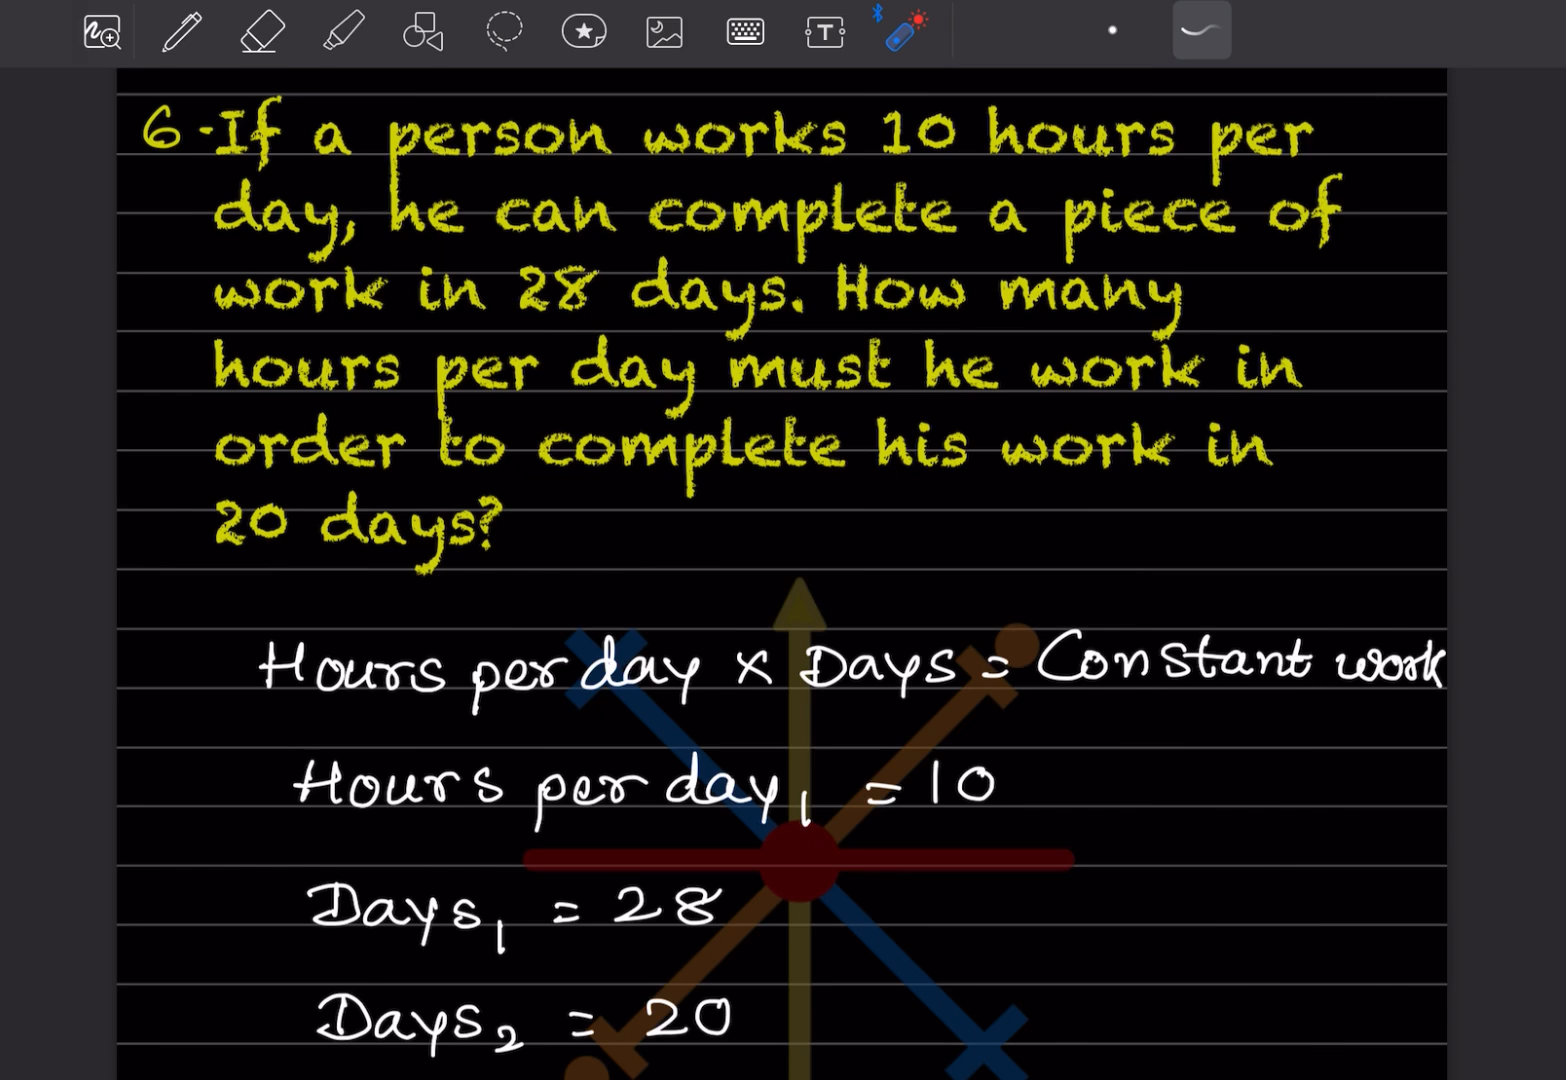 6-If a person works 10 hours per
day, he can complete a piece of
work in 28 days. How many
hours per day must he work in
order to complete his work in
20 days?
Hours per day x Days = Constant work
Hours per day₁ = 10
Days₁ = 28
Days₂ = 20